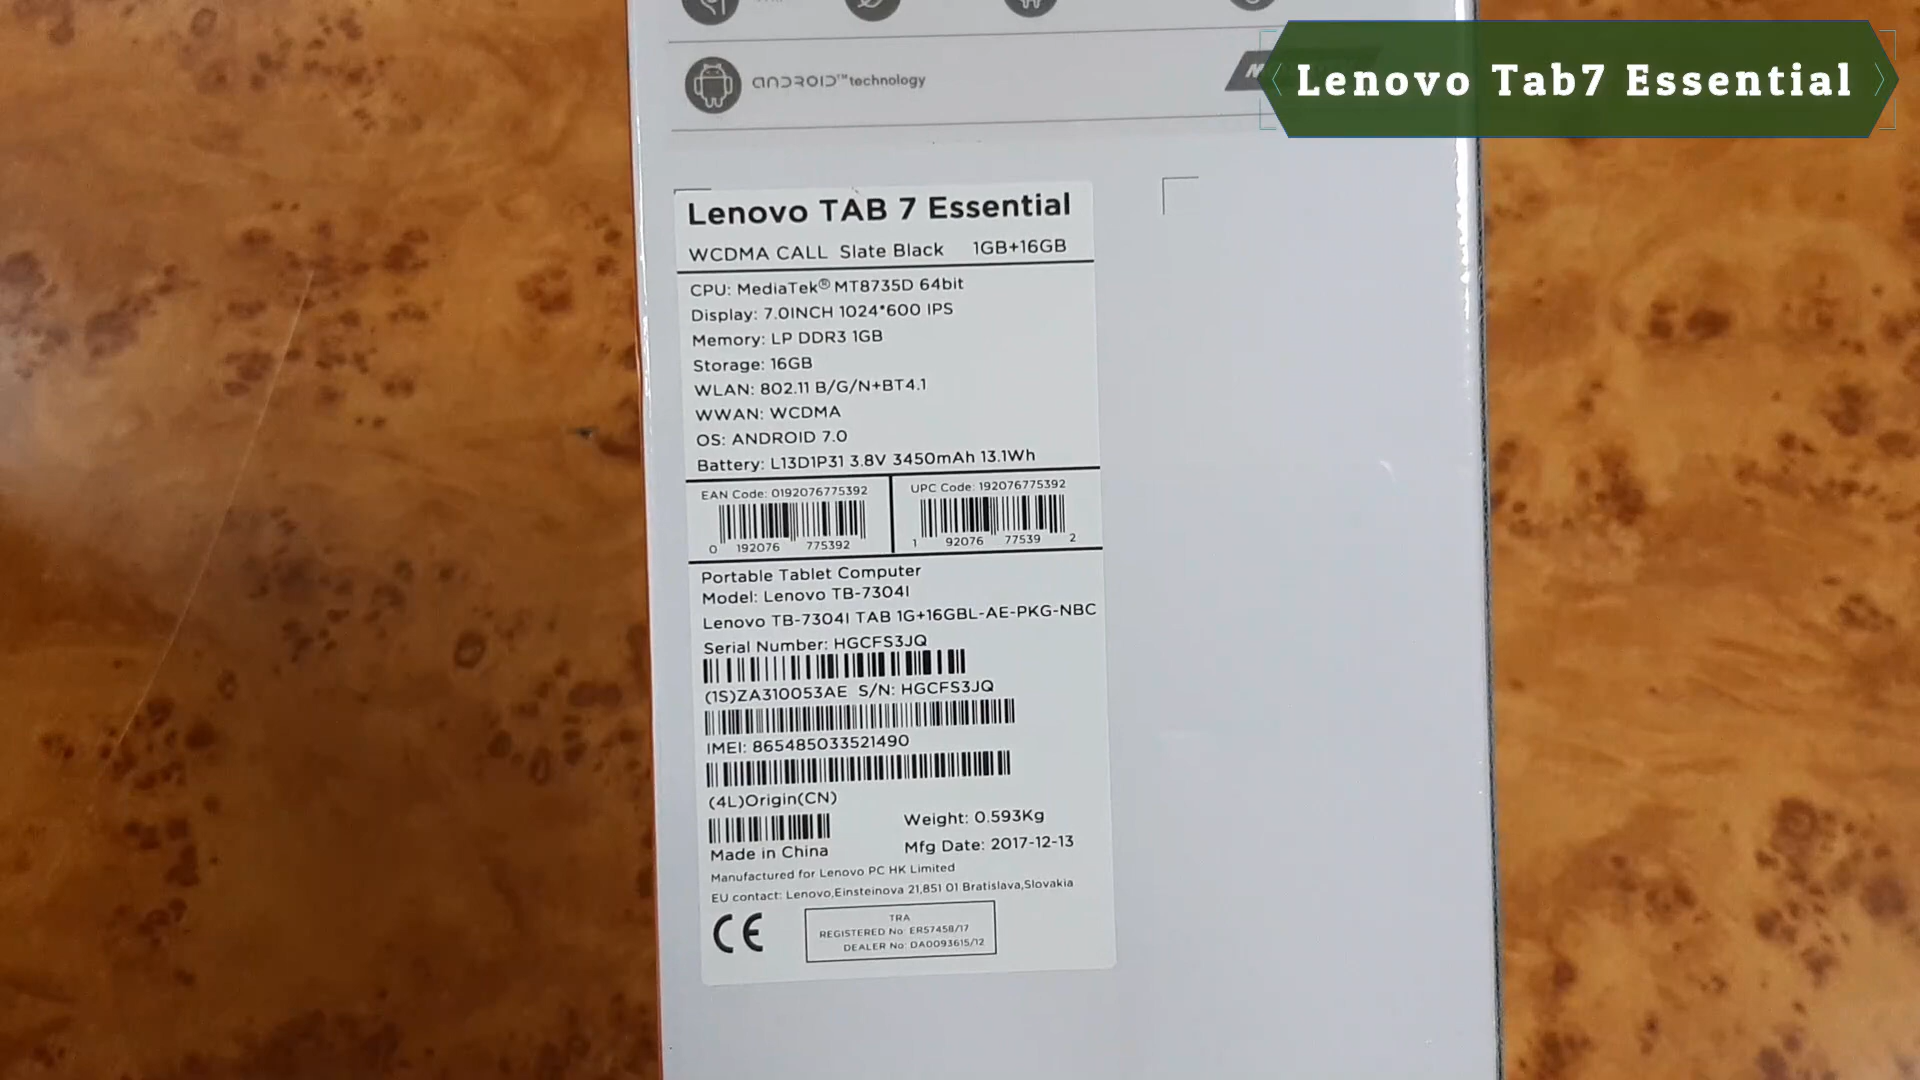 ANDROID™ technology
Lenovo Tab7 Essential
Lenovo TAB 7 Essential
WCDMA CALL Slate Black 1GB+16GB
CPU: MediaTek® MT8735D 64bit
Display: 7.0INCH 1024*600 IPS
Memory: LP DDR3 1GB
Storage: 16GB
WLAN: 802.11 B/G/N+BT4.1
WWAN: WCDMA
OS: ANDROID 7.0
Battery: L13D1P31 3.8V 3450mAh 13.1Wh
EAN Code: 0192076775392
0 192076 775392
UPC Code: 192076775392
1 92076 77539 2
Portable Tablet Computer
Model: Lenovo TB-7304I
Lenovo TB-7304I TAB 1G+16GBL-AE-PKG-NBC
Serial Number: HGCFS3JQ
(1S)ZA310053AE S/N: HGCFS3JQ
IMEI: 865485033521490
(4L)Origin(CN)
Weight: 0.593Kg
Made in China
Mfg Date: 2017-12-13
Manufactured for Lenovo PC HK Limited
EU contact: Lenovo,Einsteinova 21,851 01 Bratislava,Slovakia
CE
TRA
REGISTERED No: ER57458/17
DEALER No: DA0093615/12